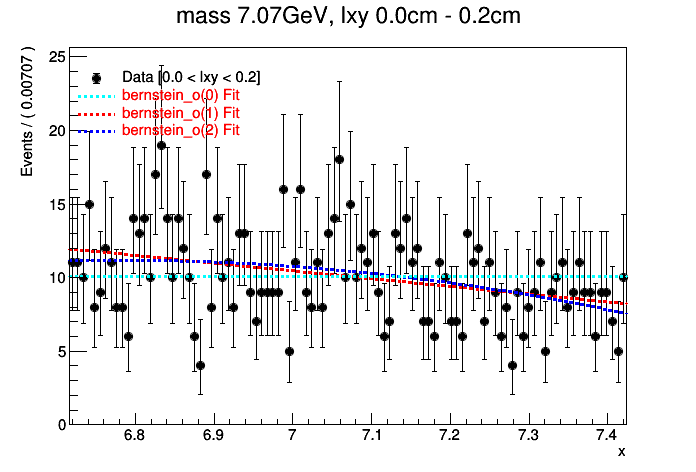 mass 7.07GeV, lxy 0.0cm - 0.2cm
Events / ( 0.00707 )
25
Data [0.0 < lxy < 0.2]
bernstein_o(0) Fit
bernstein_o(1) Fit
20
bernstein_o(2) Fit
15
10
5
0
6.8 6.9 7 7.1 7.2 7.3 7.4
x